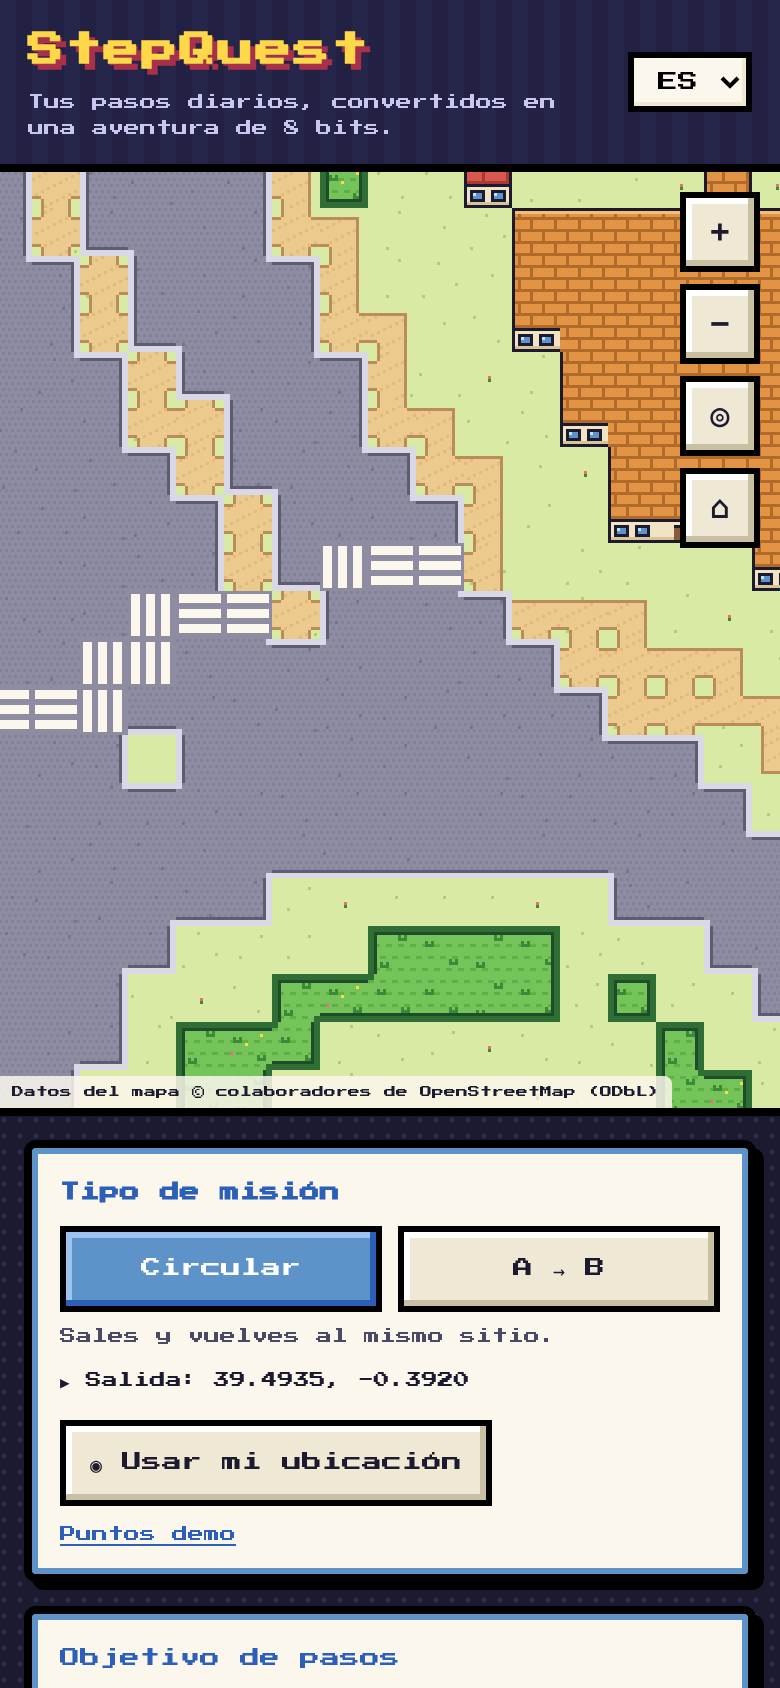 StepQuest
Tus pasos diarios, convertidos en
una aventura de 8 bits.
ES
+
−
◎
⌂
Datos del mapa © colaboradores de OpenStreetMap (ODbL)
Tipo de misión
Circular
A → B
Sales y vuelves al mismo sitio.
▶ Salida: 39.4935, -0.3920
◉ Usar mi ubicación
Puntos demo
Objetivo de pasos